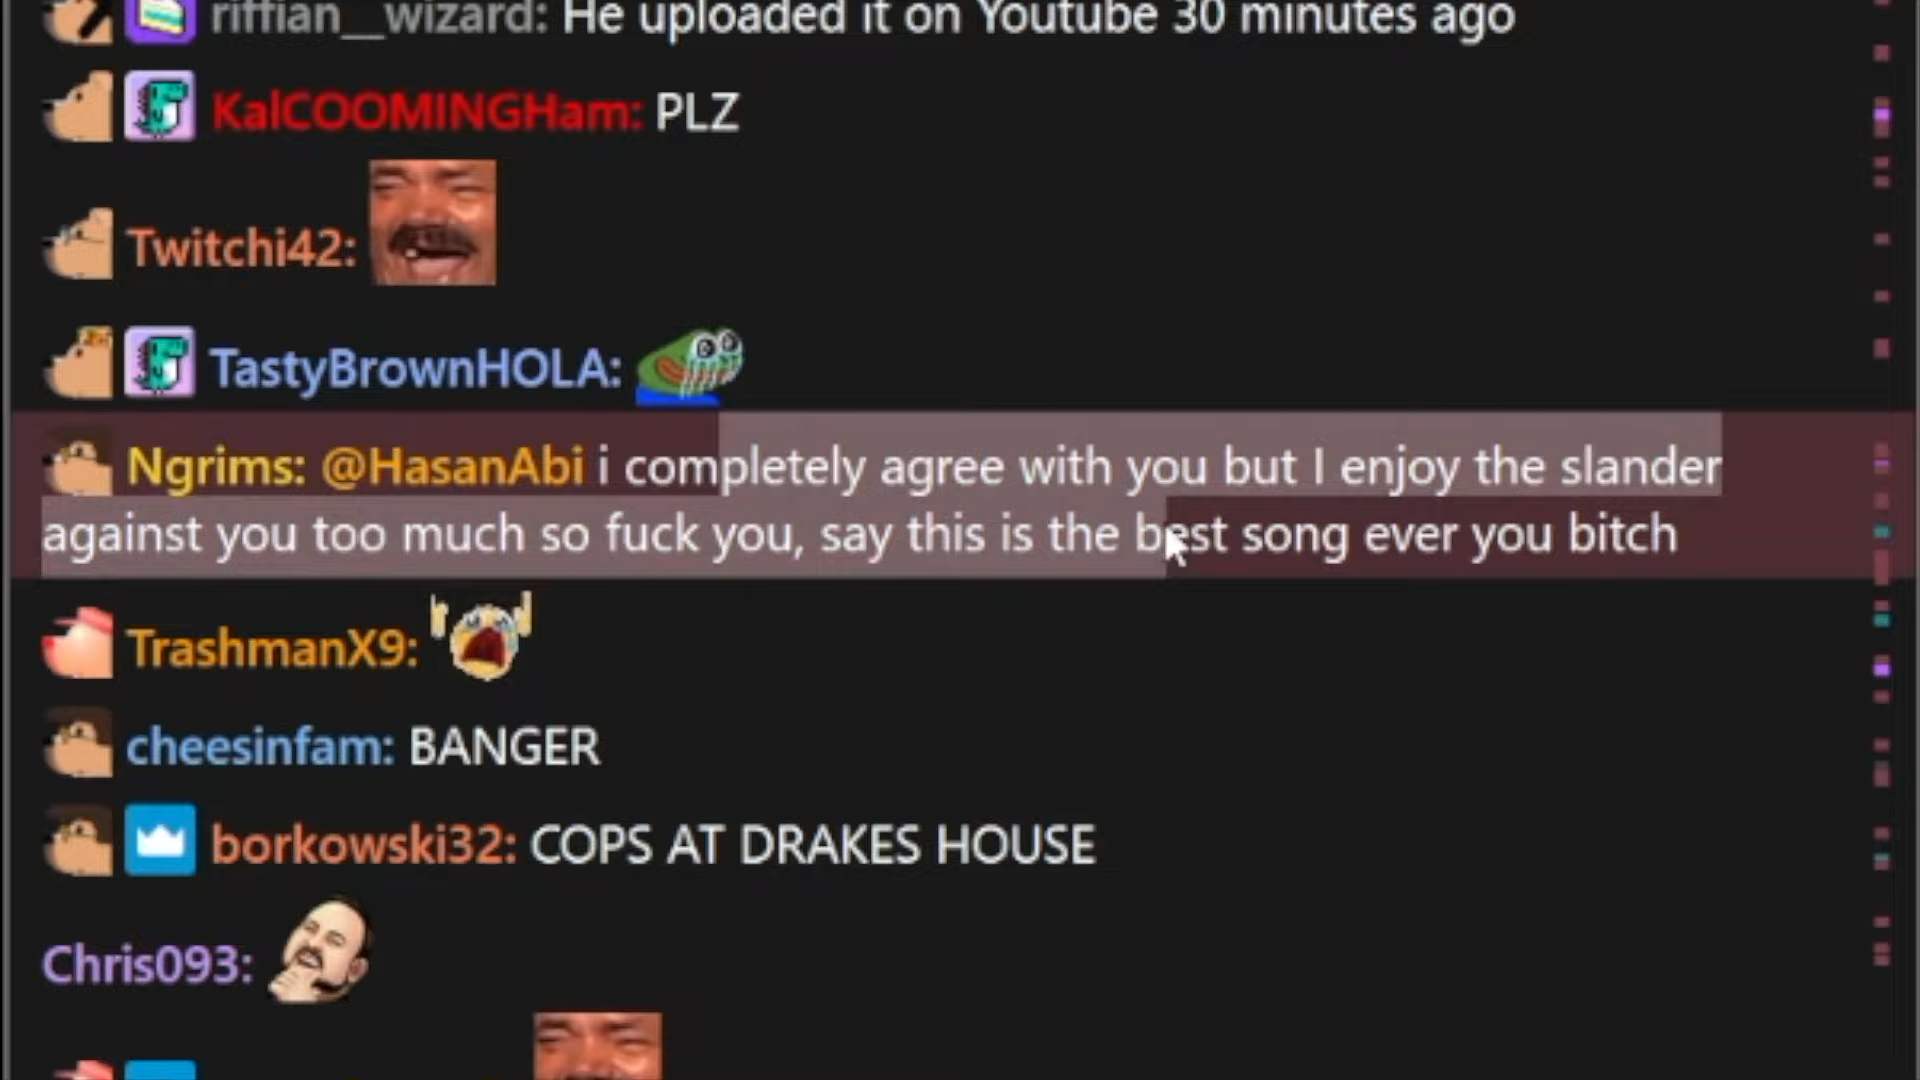 riffian__wizard: He uploaded it on Youtube 30 minutes ago
KalCOOMINGHam: PLZ
Twitchi42:
TastyBrownHOLA:
Ngrims: @HasanAbi i completely agree with you but I enjoy the slander
against you too much so fuck you, say this is the best song ever you bitch
TrashmanX9:
cheesinfam: BANGER
borkowski32: COPS AT DRAKES HOUSE
Chris093: